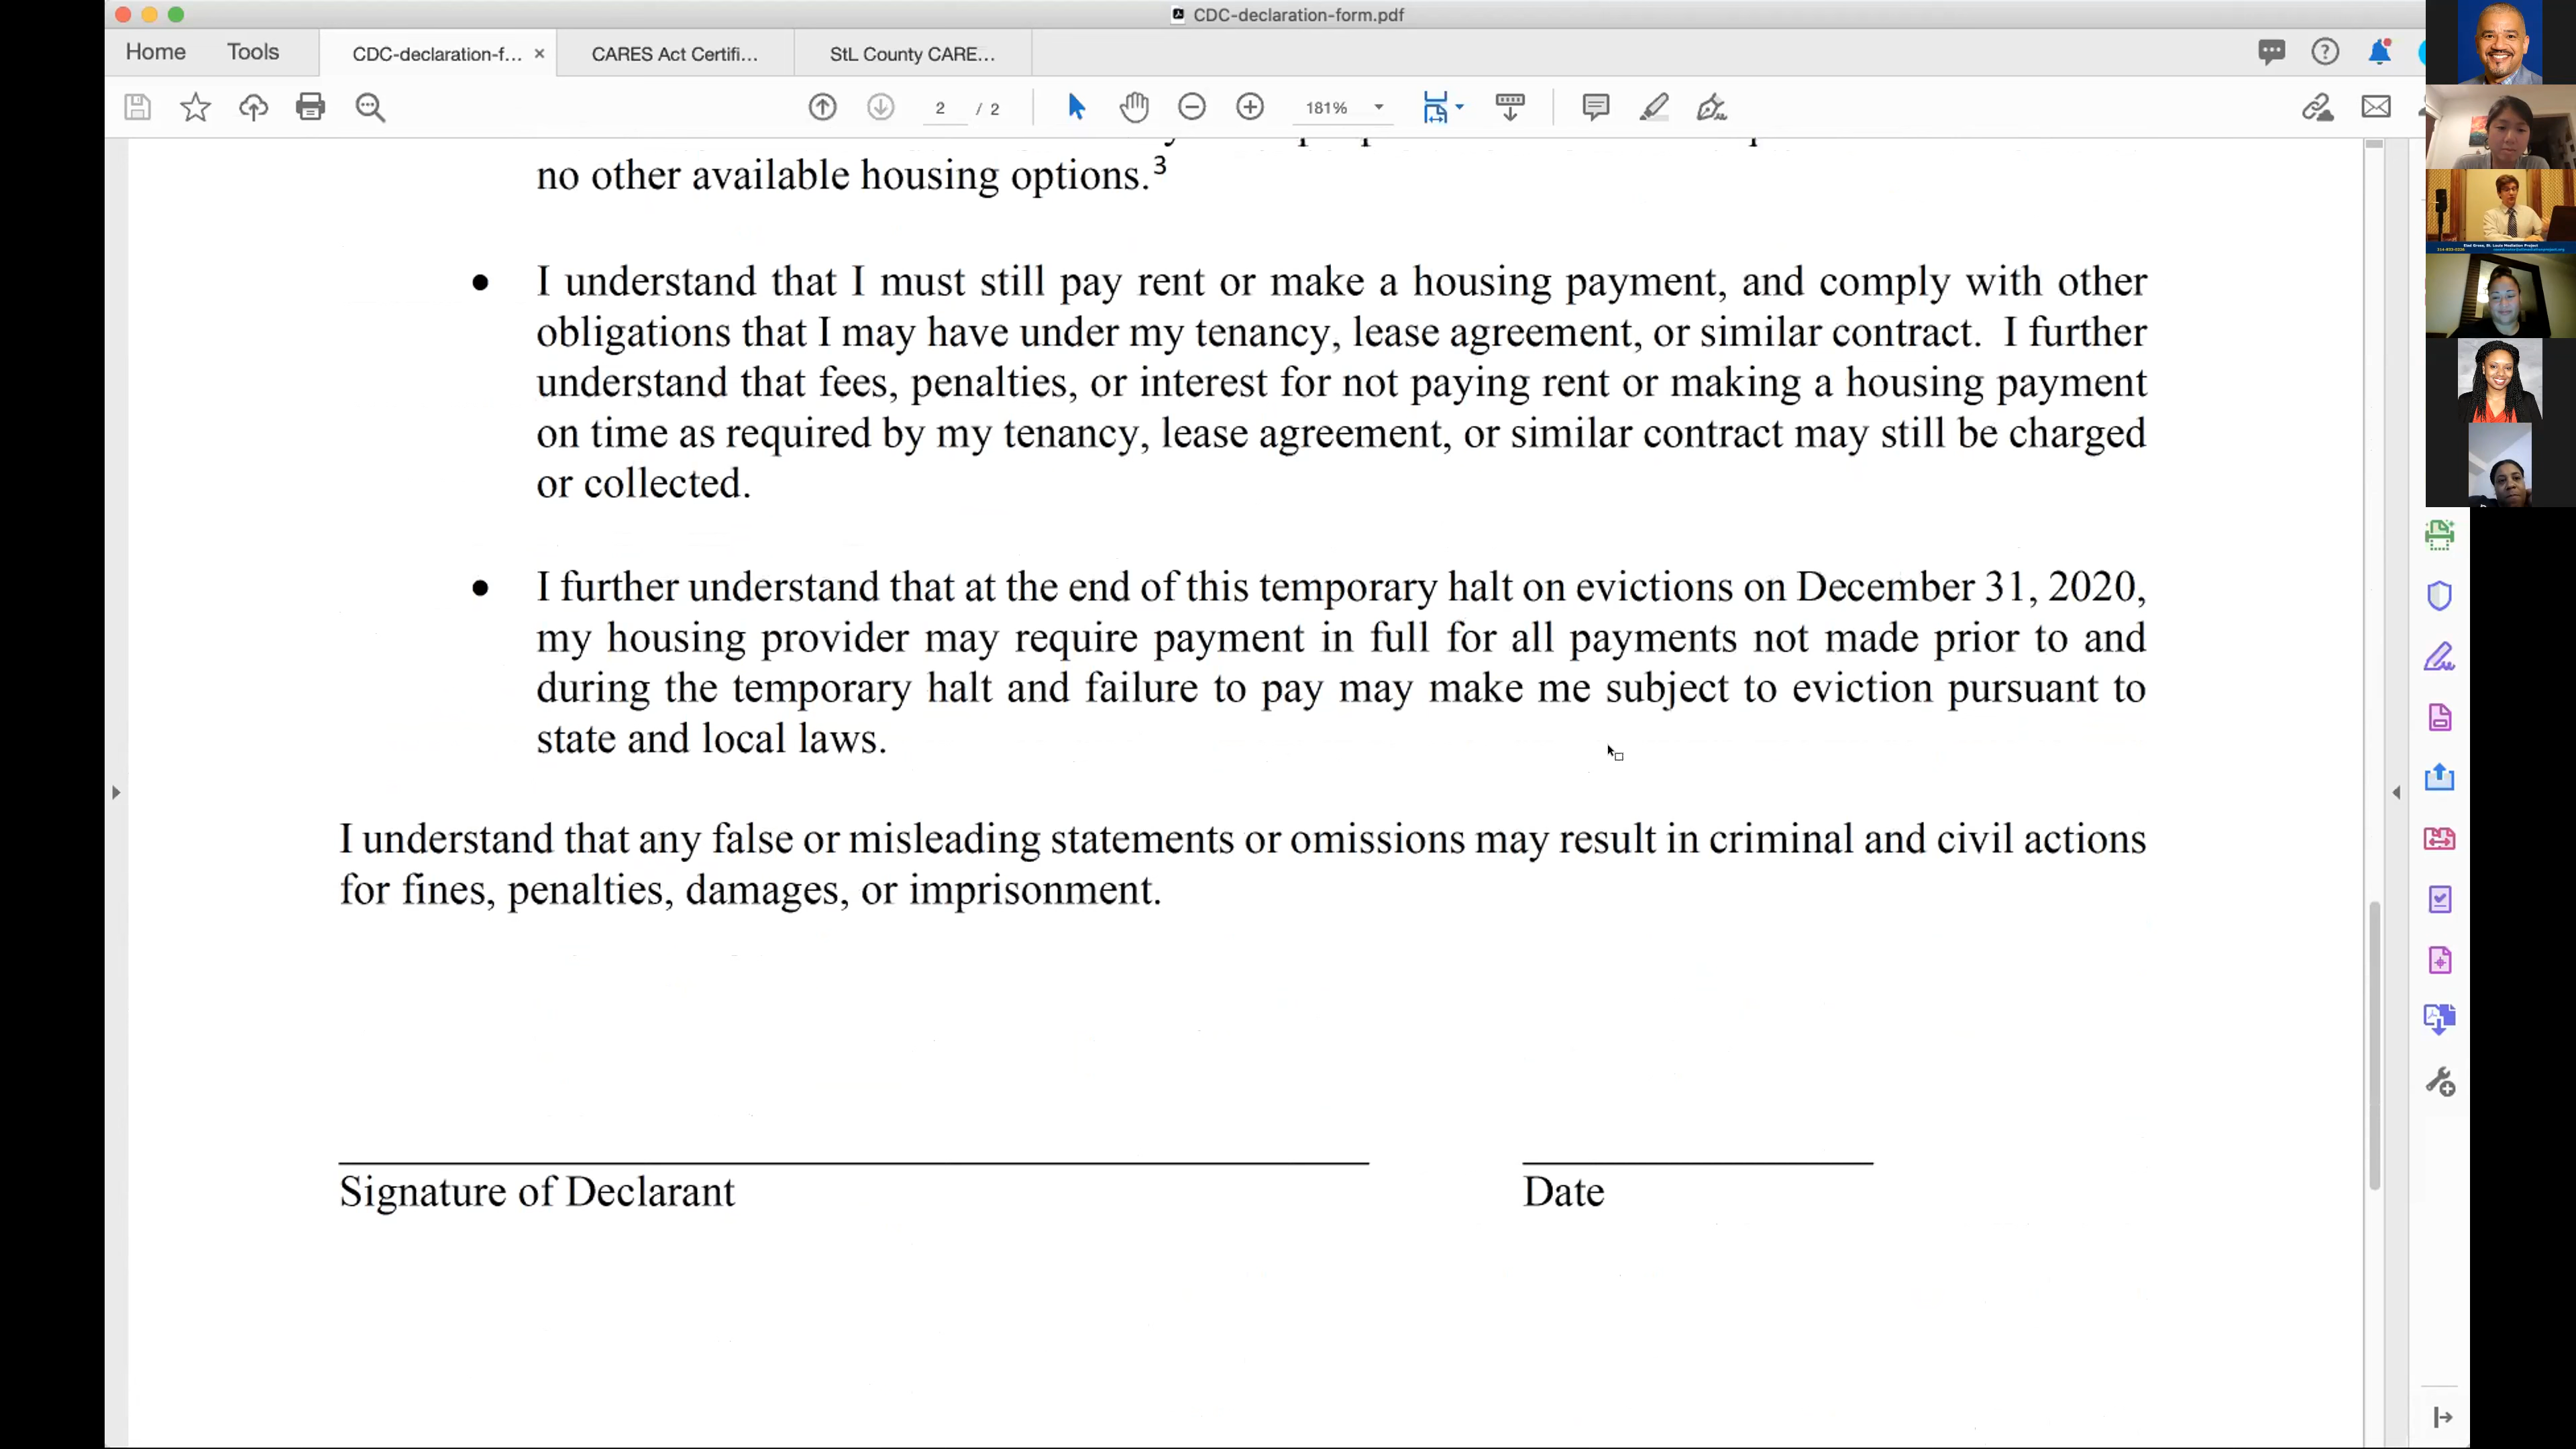 CDC-declaration-form.pdf
Home Tools CDC-declaration-f... × CARES Act Certifi... StL County CARE...
2 / 2 181%
no other available housing options.³
• I understand that I must still pay rent or make a housing payment, and comply with other
obligations that I may have under my tenancy, lease agreement, or similar contract. I further
understand that fees, penalties, or interest for not paying rent or making a housing payment
on time as required by my tenancy, lease agreement, or similar contract may still be charged
or collected.
• I further understand that at the end of this temporary halt on evictions on December 31, 2020,
my housing provider may require payment in full for all payments not made prior to and
during the temporary halt and failure to pay may make me subject to eviction pursuant to
state and local laws.
I understand that any false or misleading statements or omissions may result in criminal and civil actions
for fines, penalties, damages, or imprisonment.
Signature of Declarant Date